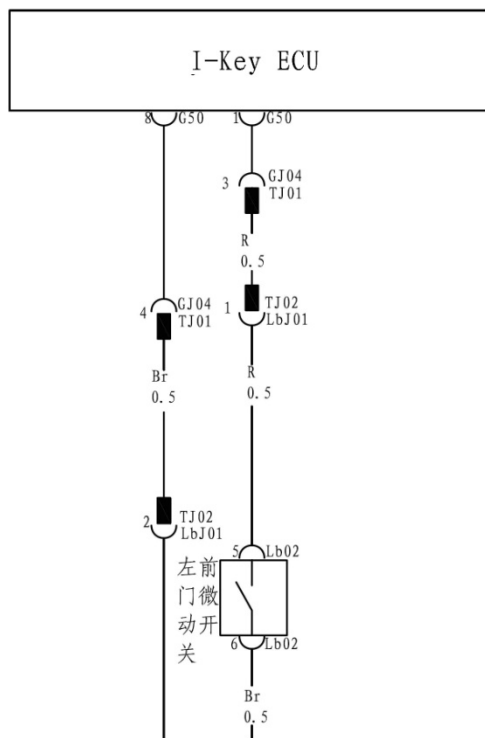 I-Key ECU
8 G50 1 G50
3 GJ04
TJ01
R
0.5
4 GJ04
TJ01
1 TJ02
LbJ01
Br
0.5
R
0.5
2 TJ02
LbJ01
5 Lb02
左前
门微
动开
关
6 Lb02
Br
0.5